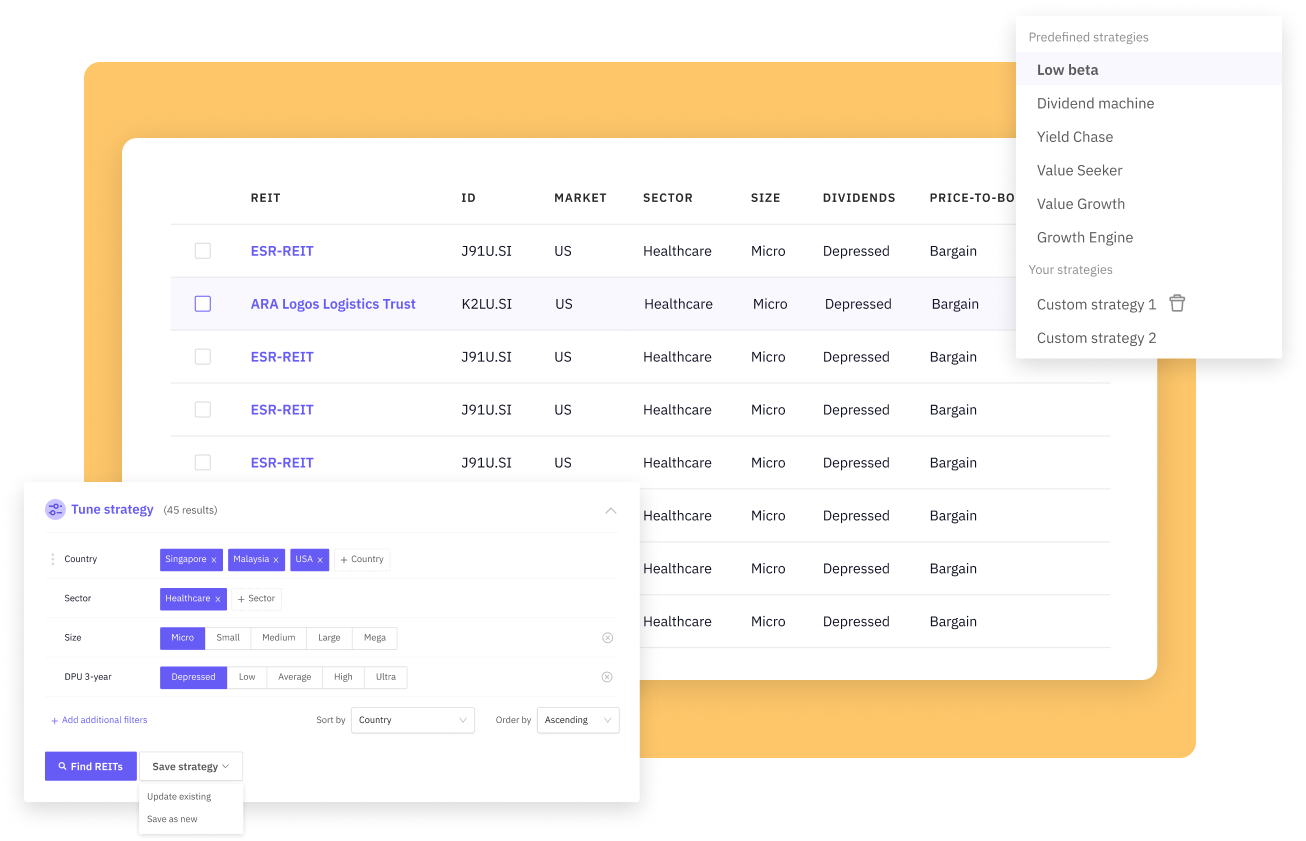 Predefined strategies
Low beta
Dividend machine
Yield Chase
Value Seeker
Value Growth
Growth Engine
Your strategies
Custom strategy 1
Custom strategy 2
REIT ID MARKET SECTOR SIZE DIVIDENDS PRICE-TO-BO
ESR-REIT J91U.SI US Healthcare Micro Depressed Bargain
ARA Logos Logistics Trust K2LU.SI US Healthcare Micro Depressed Bargain
ESR-REIT J91U.SI US Healthcare Micro Depressed Bargain
ESR-REIT J91U.SI US Healthcare Micro Depressed Bargain
ESR-REIT J91U.SI US Healthcare Micro Depressed Bargain
Healthcare Micro Depressed Bargain
Healthcare Micro Depressed Bargain
Healthcare Micro Depressed Bargain
Tune strategy (45 results)
Country Singapore x Malaysia x USA x + Country
Sector Healthcare x + Sector
Size Micro Small Medium Large Mega
DPU 3-year Depressed Low Average High Ultra
+ Add additional filters Sort by Country Order by Ascending
Find REITs Save strategy
Update existing
Save as new